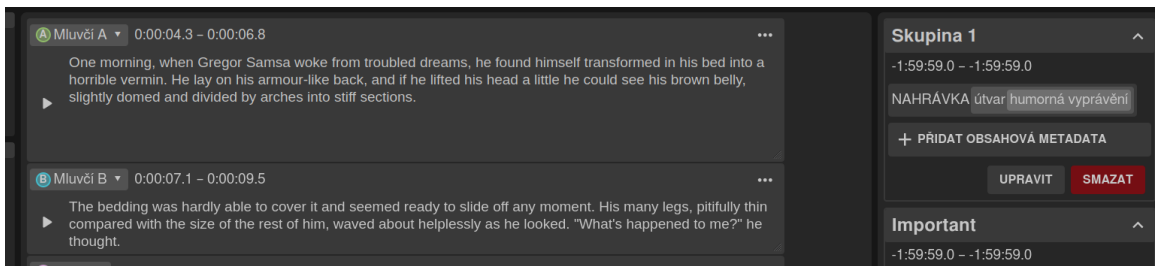 A Mluvčí A 0:00:04.3 – 0:00:06.8
One morning, when Gregor Samsa woke from troubled dreams, he found himself transformed in his bed into a
horrible vermin. He lay on his armour-like back, and if he lifted his head a little he could see his brown belly,
slightly domed and divided by arches into stiff sections.
B Mluvčí B 0:00:07.1 – 0:00:09.5
The bedding was hardly able to cover it and seemed ready to slide off any moment. His many legs, pitifully thin
compared with the size of the rest of him, waved about helplessly as he looked. "What's happened to me?" he
thought.
Skupina 1
-1:59:59.0 – -1:59:59.0
NAHRÁVKA útvar humorná vyprávění
+ PŘIDAT OBSAHOVÁ METADATA
UPRAVIT SMAZAT
Important
-1:59:59.0 – -1:59:59.0